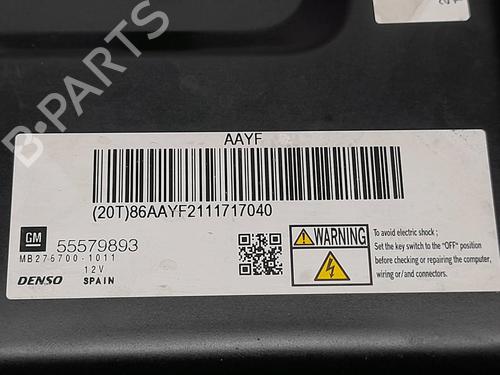 AAYF
(20T)86AAYF2111717040
GM 55579893
MB275700-1011
12V
DENSO SPAIN
WARNING
To avoid electric shock ;
Set the key switch to the "OFF" position
before checking or repairing the computer,
wiring or/and connectors.
B-PARTS